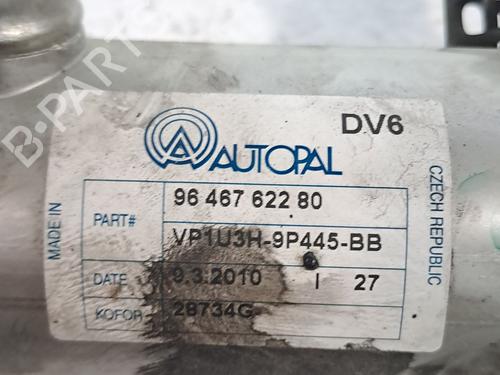 B-PARTS
DV6
AUTOPAL
MADE IN
CZECH REPUBLIC
PART#
96 467 622 80
VP1U3H-9P445-BB
DATE
9.3.2010 I 27
KOFOR
28734G